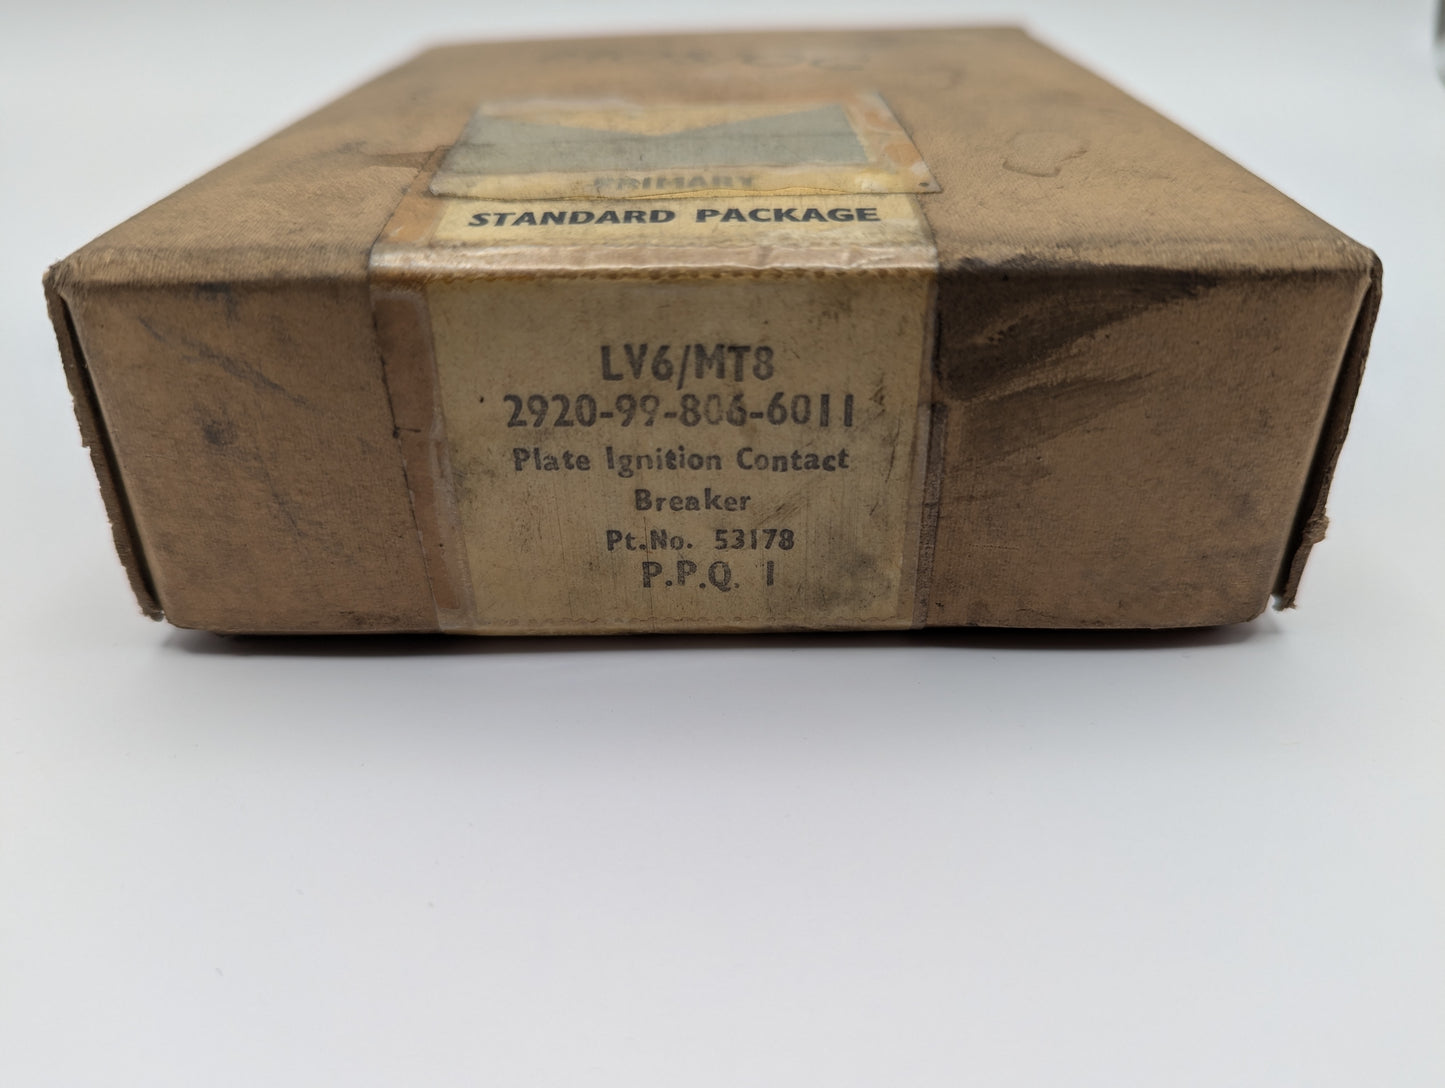 PRIMARY
STANDARD PACKAGE
LV6/MT8
2920-99-806-6011
Plate Ignition Contact
Breaker
Pt.No. 53178
P.P.Q. 1